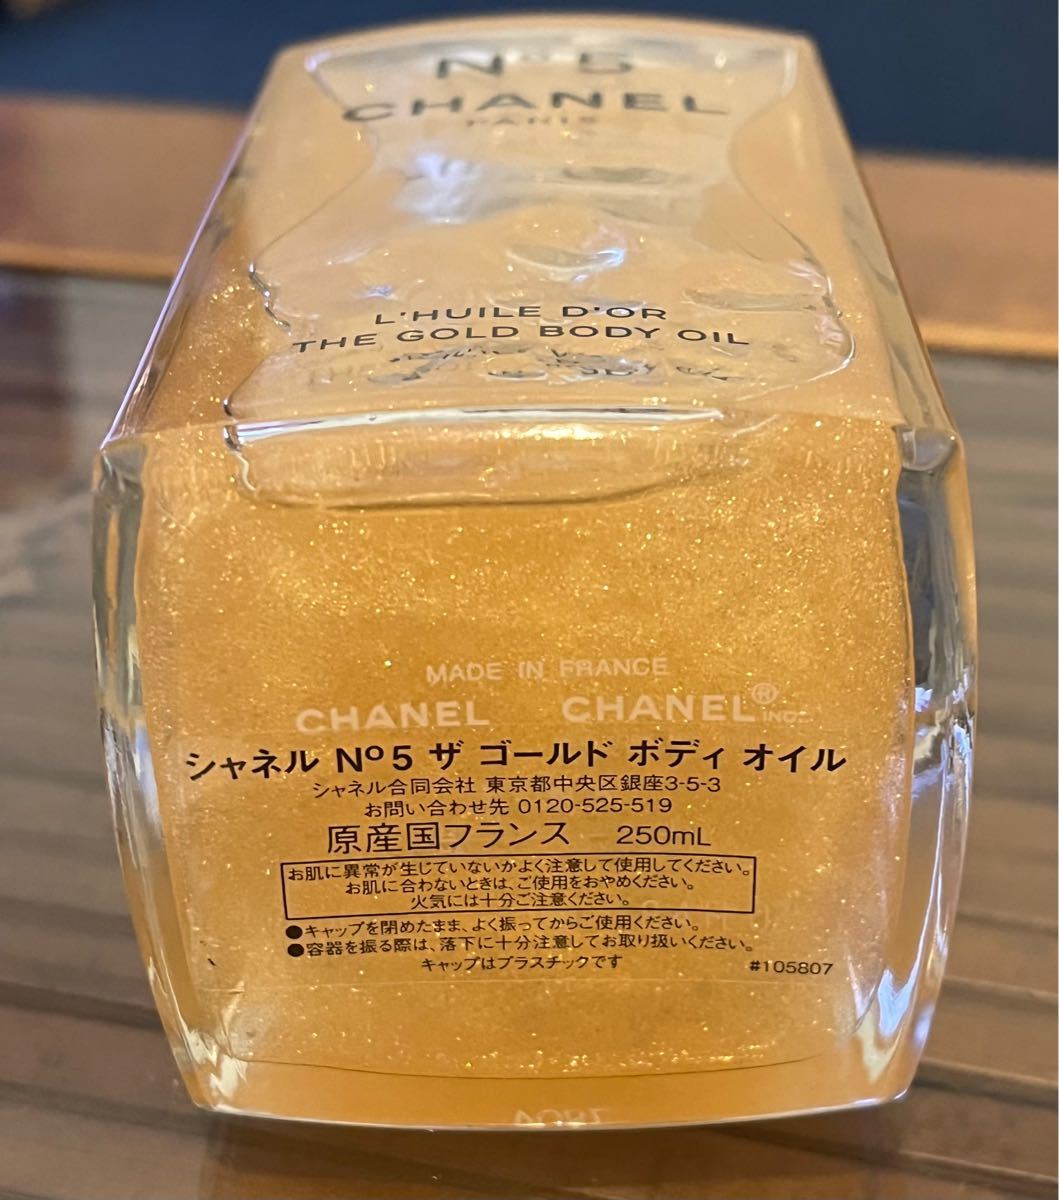 N°5
CHANEL
PARIS
L'HUILE D'OR
THE GOLD BODY OIL
MADE IN FRANCE
CHANEL CHANEL® INC.
シャネル Nº5 ザ ゴールド ボディ オイル
シャネル合同会社 東京都中央区銀座3-5-3
お問い合わせ先 0120-525-519
原産国フランス 250mL
お肌に異常が生じていないかよく注意して使用してください。
お肌に合わないときは、ご使用をおやめください。
火気には十分ご注意ください。
●キャップを閉めたまま、よく振ってからご使用ください。
●容器を振る際は、落下に十分注意してお取り扱いください。
キャップはプラスチックです #105807